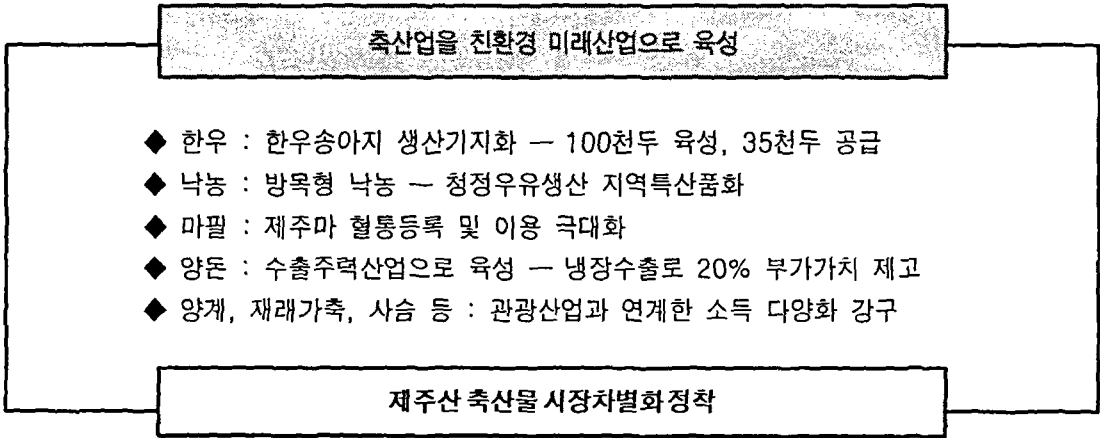 축산업을 친환경 미래산업으로 육성
◆ 한우 : 한우송아지 생산기지화 — 100천두 육성, 35천두 공급
◆ 낙농 : 방목형 낙농 — 청정우유생산 지역특산품화
◆ 마필 : 제주마 혈통등록 및 이용 극대화
◆ 양돈 : 수출주력산업으로 육성 — 냉장수출로 20% 부가가치 제고
◆ 양계, 재래가축, 사슴 등 : 관광산업과 연계한 소득 다양화 강구
제주산 축산물 시장차별화 정착